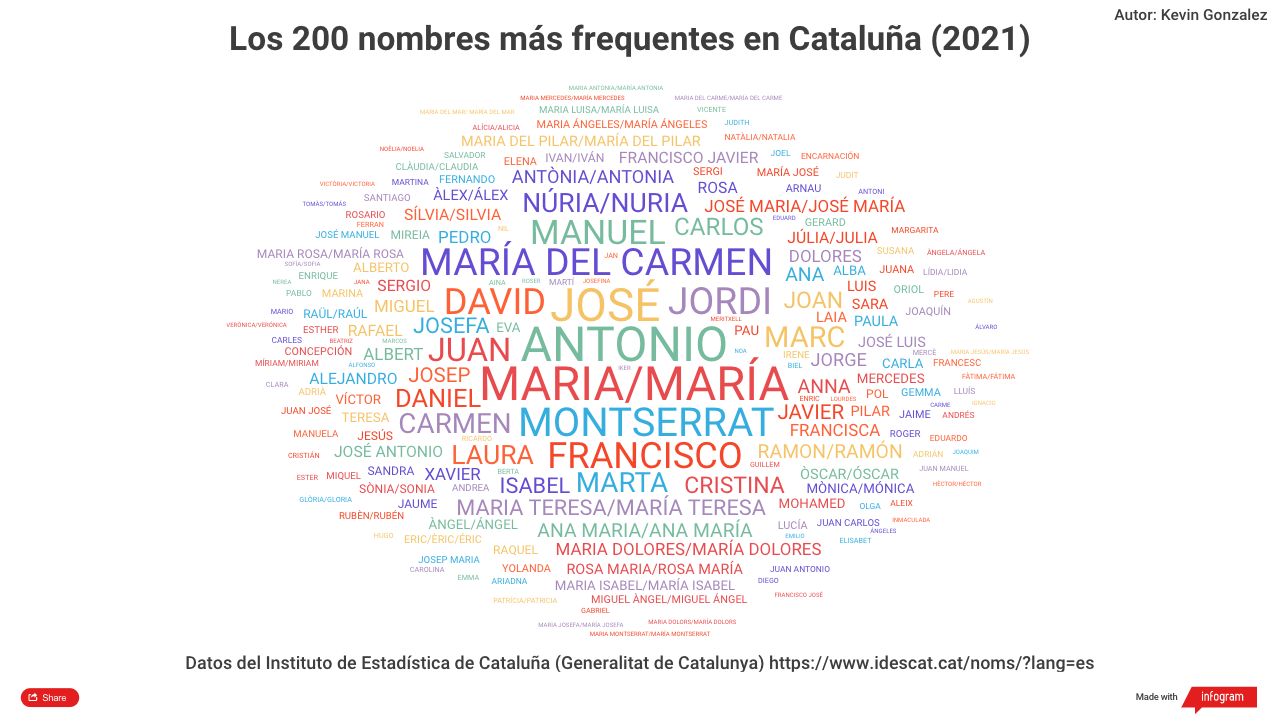 Autor: Kevin Gonzalez
Los 200 nombres más frequentes en Cataluña (2021)
MARIA ANTONIA/MARÍA ANTONIA
MARIA MERCEDES/MARÍA MERCEDES MARIA DEL CARME/MARÍA DEL CARME
MARIA DEL MAR/ MARIA DEL MAR MARIA LUISA/MARÍA LUISA VICENTE
ALÍCIA/ALICIA MARIA ÁNGELES/MARÍA ÁNGELES JUDITH
MARIA DEL PILAR/MARÍA DEL PILAR NATÀLIA/NATALIA
NOÈLIA/NOELIA SALVADOR ELENA IVAN/IVÁN FRANCISCO JAVIER JOEL ENCARNACIÓN
CLÀUDIA/CLAUDIA SERGI MARÍA JOSÉ JUDIT
VICTÒRIA/VICTORIA MARTINA FERNANDO ANTÒNIA/ANTONIA ROSA ARNAU ANTONI
TOMÀS/TOMÁS SANTIAGO ÀLEX/ÁLEX NÚRIA/NURIA JOSÉ MARIA/JOSÉ MARÍA
ROSARIO SÍLVIA/SILVIA EDUARD GERARD
FERRAN NIL MANUEL CARLOS MARGARITA
JOSÉ MANUEL MIREIA PEDRO JÚLIA/JULIA
MARIA ROSA/MARÍA ROSA MARÍA DEL CARMEN JAN DOLORES SUSANA ÀNGELA/ÁNGELA
SOFÍA/SOFIA ALBERTO ANA ALBA JUANA LÍDIA/LIDIA
ENRIQUE
NEREA JANA SERGIO AINA ROSER MARTÍ JOSEFINA LUIS ORIOL PERE
PABLO MARINA MIGUEL DAVID JOSÉ JORDI JOAN SARA AGUSTÍN
MARIO RAÜL/RAÚL LAIA JOAQUÍN
VERÒNICA/VERÓNICA ESTHER RAFAEL JOSEFA EVA MERITXELL PAU PAULA ÁLVARO
CARLES BEATRIZ MARCOS ANTONIO MARC JOSÉ LUIS
CONCEPCIÓN ALBERT JUAN NOA IRENE JORGE MERCÈ MARIA JESÚS/MARÍA JESÚS
MÍRIAM/MIRIAM ALFONSO IKER BIEL CARLA FRANCESC
CLARA ALEJANDRO JOSEP MARIA/MARÍA ANNA MERCEDES FÀTIMA/FÁTIMA
ADRIÀ VÍCTOR DANIEL ENRIC LOURDES POL GEMMA LLUÍS
JUAN JOSÉ JAVIER PILAR JAIME CARME ANDRÉS IGNACIO
TERESA CARMEN MONTSERRAT
MANUELA JESÚS RICARDO FRANCISCA ROGER EDUARDO
CRISTIÁN JOSÉ ANTONIO LAURA FRANCISCO RAMON/RAMÓN ADRIÁN JOAQUIM
GUILLEM
ESTER MIQUEL SANDRA XAVIER BERTA ÒSCAR/ÓSCAR JUAN MANUEL
SÒNIA/SONIA ANDREA ISABEL MARTA CRISTINA MÒNICA/MÓNICA HÈCTOR/HÉCTOR
GLÒRIA/GLORIA JAUME MARIA TERESA/MARÍA TERESA MOHAMED OLGA ALEIX
RUBÈN/RUBÉN INMACULADA
ÀNGEL/ÁNGEL ANA MARIA/ANA MARÍA LUCÍA JUAN CARLOS
HUGO ERIC/ÈRIC/ÉRIC EMILIO ÁNGELES
RAQUEL MARIA DOLORES/MARÍA DOLORES ELISABET
JOSEP MARIA
CAROLINA YOLANDA ROSA MARIA/ROSA MARÍA JUAN ANTONIO
EMMA ARIADNA MARIA ISABEL/MARÍA ISABEL DIEGO
PATRÍCIA/PATRICIA MIGUEL ÀNGEL/MIGUEL ÁNGEL FRANCISCO JOSÉ
GABRIEL
MARIA JOSEFA/MARÍA JOSEFA MARIA DOLORS/MARÍA DOLORS
MARIA MONTSERRAT/MARÍA MONTSERRAT
Datos del Instituto de Estadística de Cataluña (Generalitat de Catalunya) https://www.idescat.cat/noms/?lang=es
Share
Made with infogram